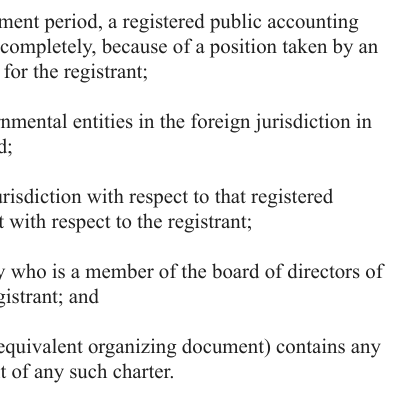 ment period, a registered public accounting
completely, because of a position taken by an
for the registrant;
nmental entities in the foreign jurisdiction in
d;
urisdiction with respect to that registered
t with respect to the registrant;
y who is a member of the board of directors of
gistrant; and
equivalent organizing document) contains any
t of any such charter.